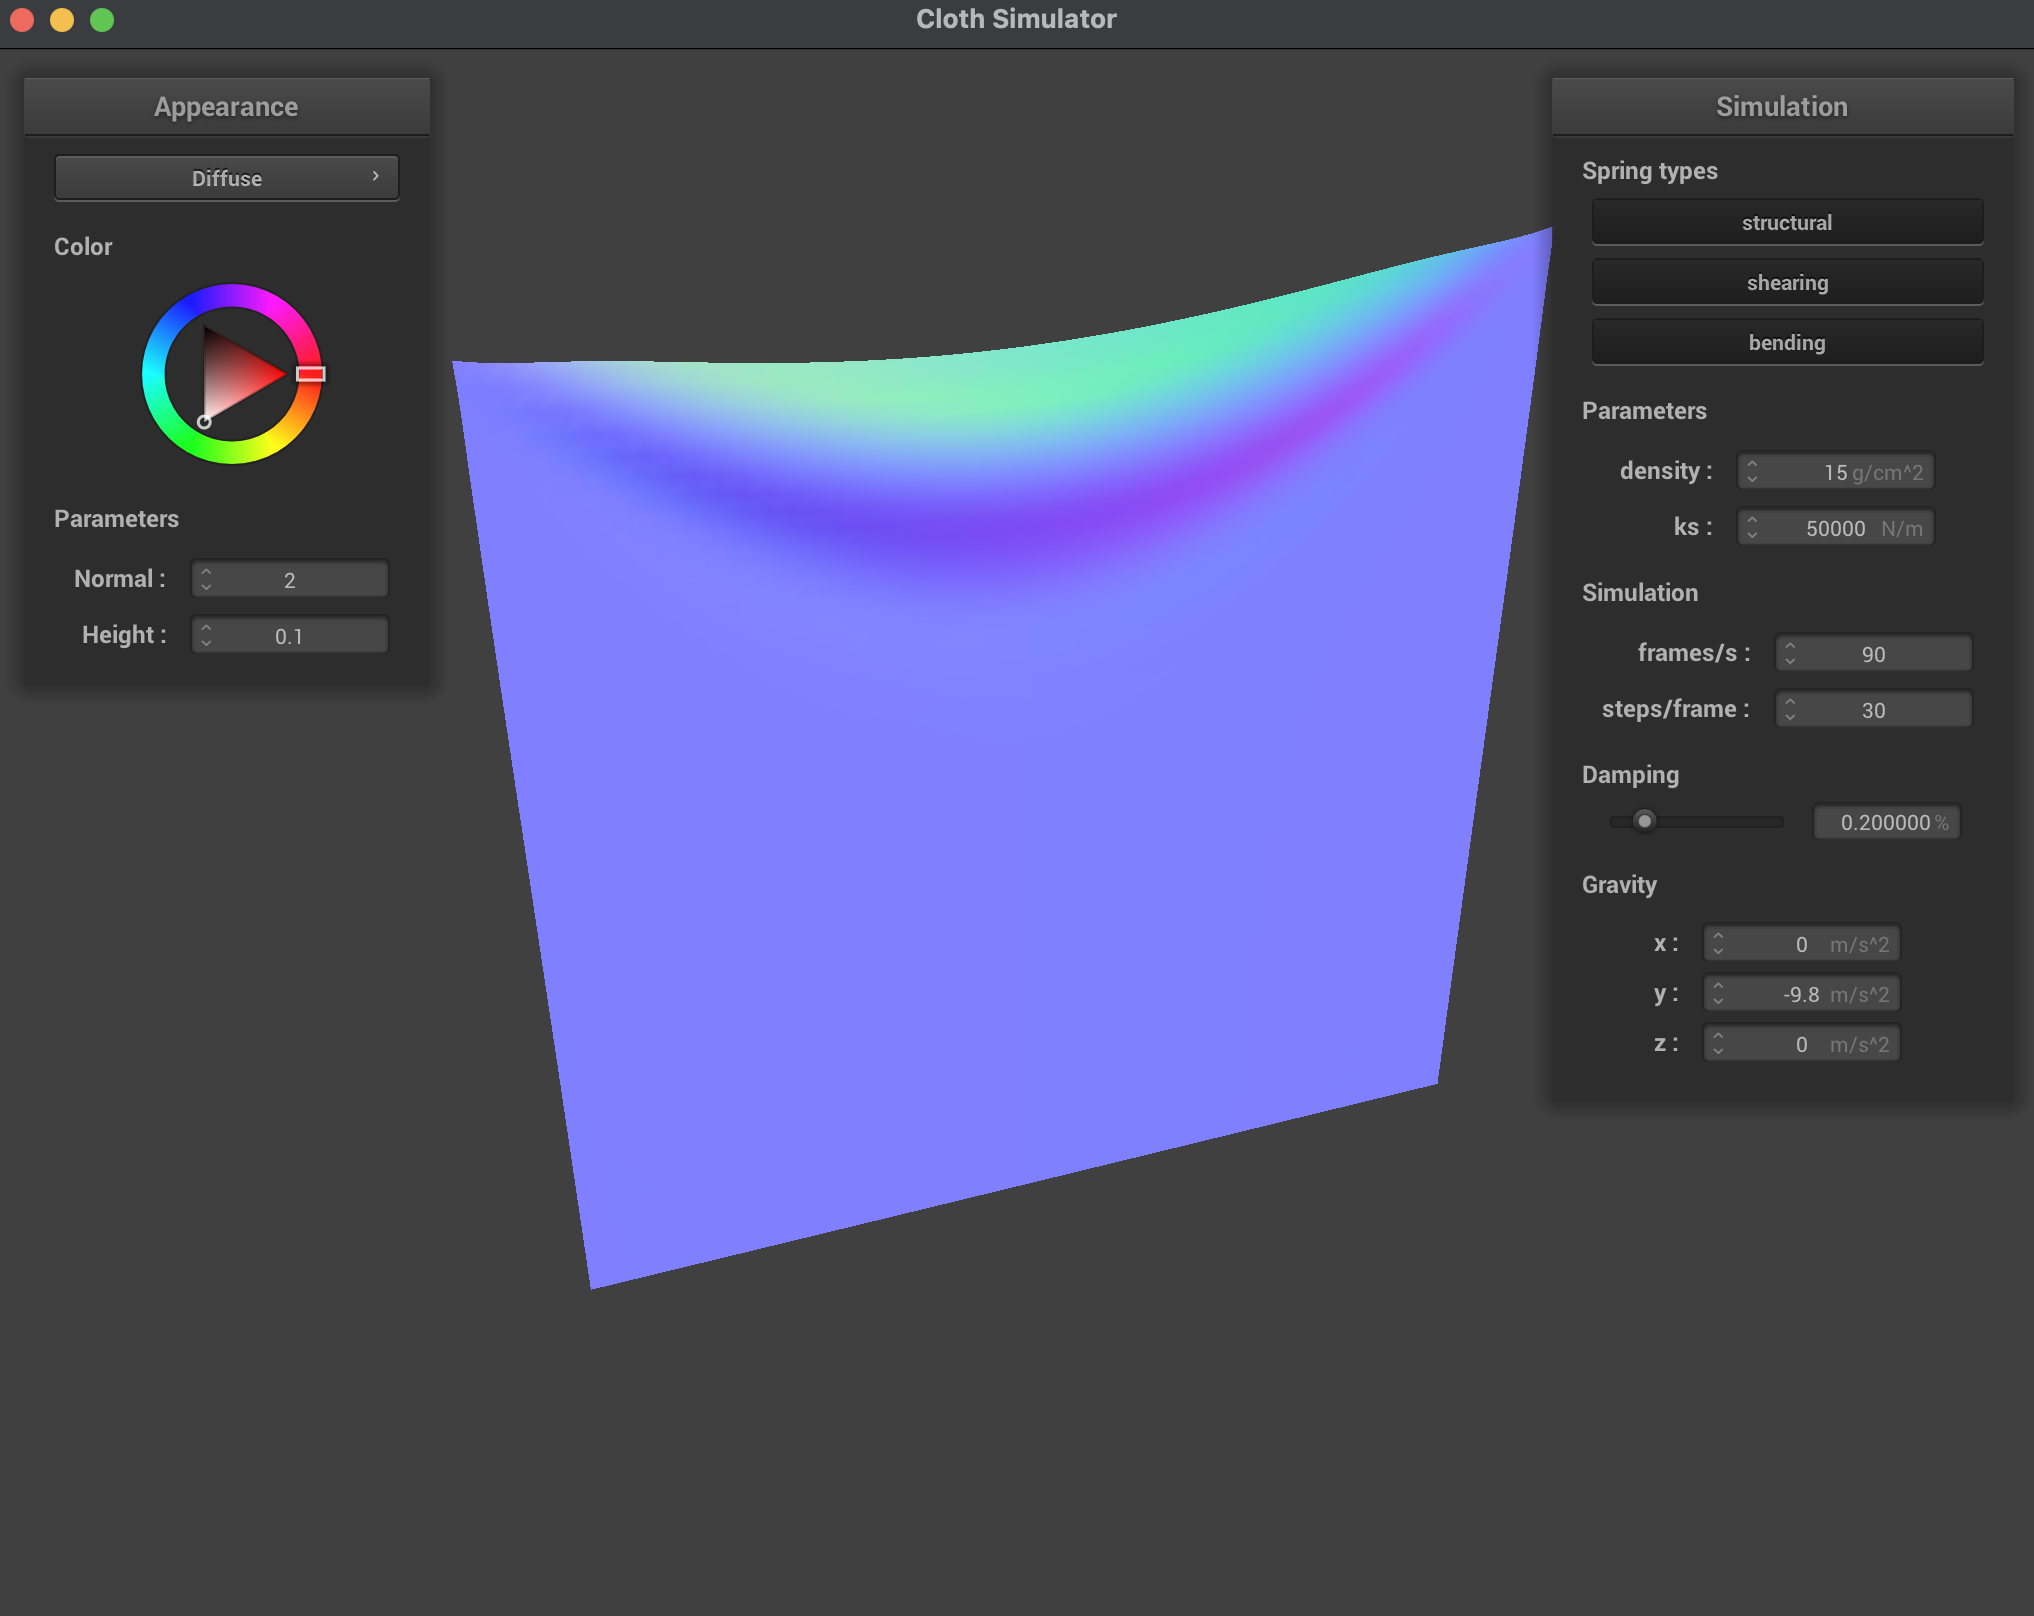 Cloth Simulator
Appearance
Diffuse
Color
Parameters
Normal : 2
Height : 0.1
Simulation
Spring types
structural
shearing
bending
Parameters
density : 15 g/cm^2
ks : 50000 N/m
Simulation
frames/s : 90
steps/frame : 30
Damping
0.200000 %
Gravity
x : 0 m/s^2
y : -9.8 m/s^2
z : 0 m/s^2